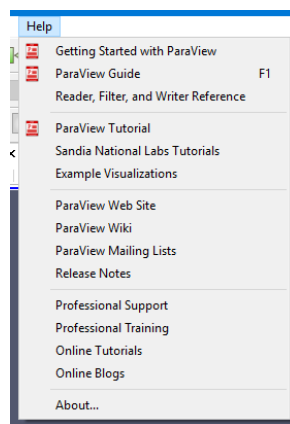 Help
Getting Started with ParaView
ParaView Guide F1
Reader, Filter, and Writer Reference
ParaView Tutorial
Sandia National Labs Tutorials
Example Visualizations
ParaView Web Site
ParaView Wiki
ParaView Mailing Lists
Release Notes
Professional Support
Professional Training
Online Tutorials
Online Blogs
About...